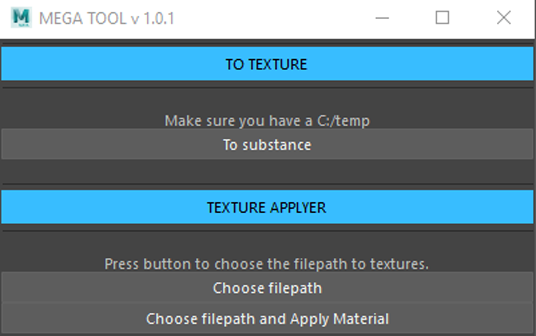 MEGA TOOL v 1.0.1
TO TEXTURE
Make sure you have a C:/temp
To substance
TEXTURE APPLYER
Press button to choose the filepath to textures.
Choose filepath
Choose filepath and Apply Material